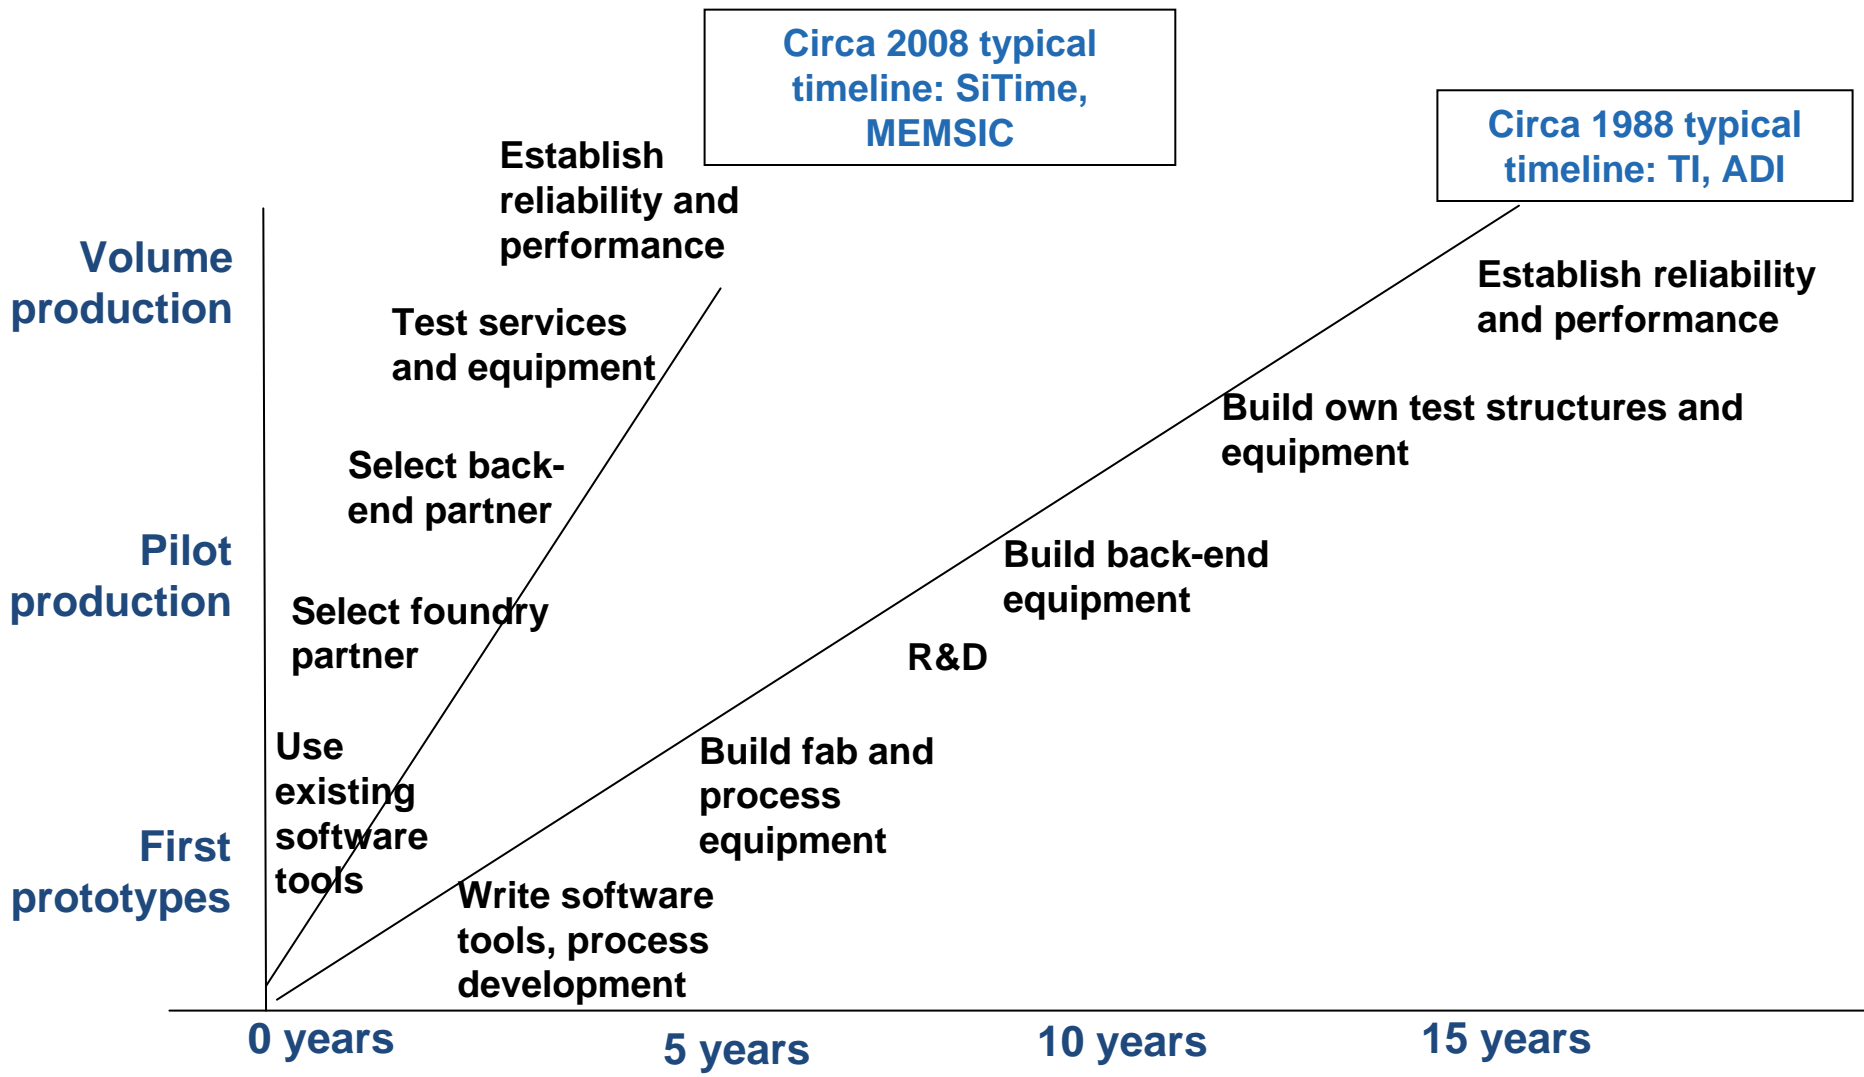 Circa 2008 typical
timeline: SiTime,
MEMSIC
Circa 1988 typical
timeline: TI, ADI
Establish
reliability and
performance
Volume
production
Establish reliability
and performance
Test services
and equipment
Build own test structures and
equipment
Select back-
end partner
Pilot
production
Build back-end
equipment
Select foundry
partner
R&D
Use
existing
software
tools
Build fab and
process
equipment
First
prototypes
Write software
tools, process
development
0 years
5 years
10 years
15 years